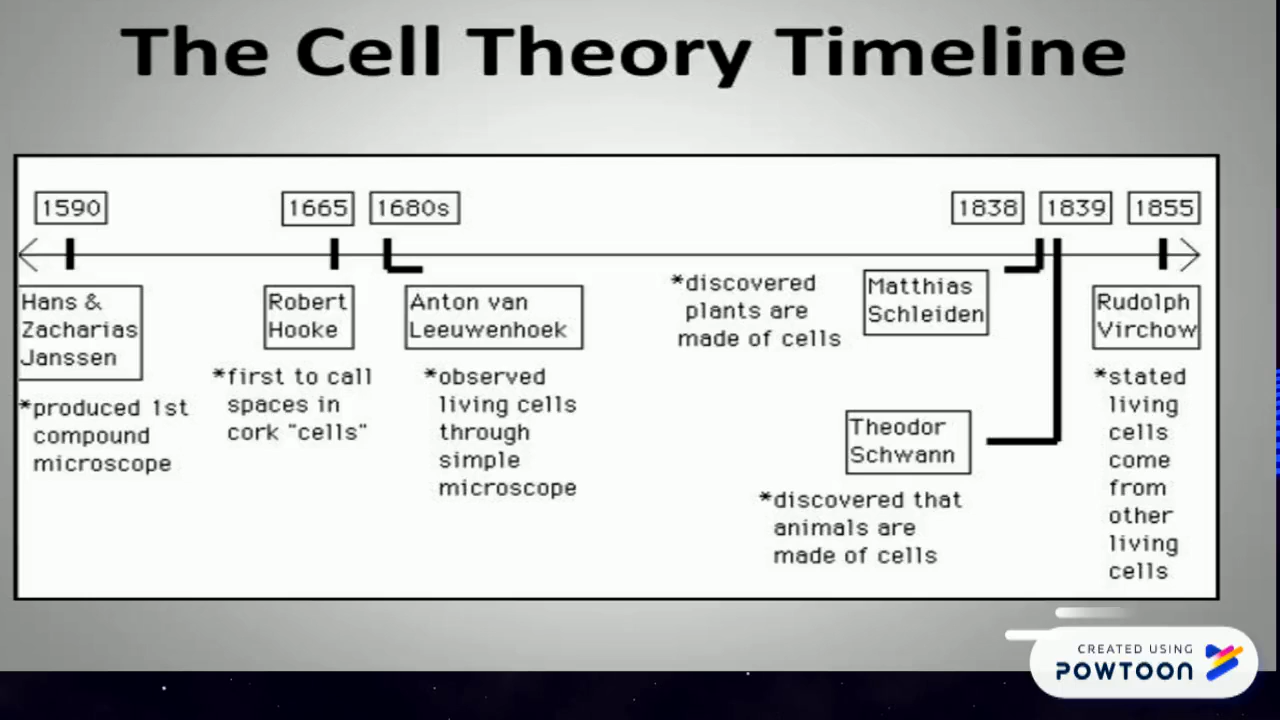 The Cell Theory Timeline
1590
1665
1680s
1838
1839
1855
Hans &
Zacharias
Janssen
*produced 1st
compound
microscope
Robert
Hooke
*first to call
spaces in
cork "cells"
Anton van
Leeuwenhoek
*observed
living cells
through
simple
microscope
*discovered
plants are
made of cells
Matthias
Schleiden
Theodor
Schwann
*discovered that
animals are
made of cells
Rudolph
Virchow
*stated
living
cells
come
from
other
living
cells
CREATED USING
POWTOON